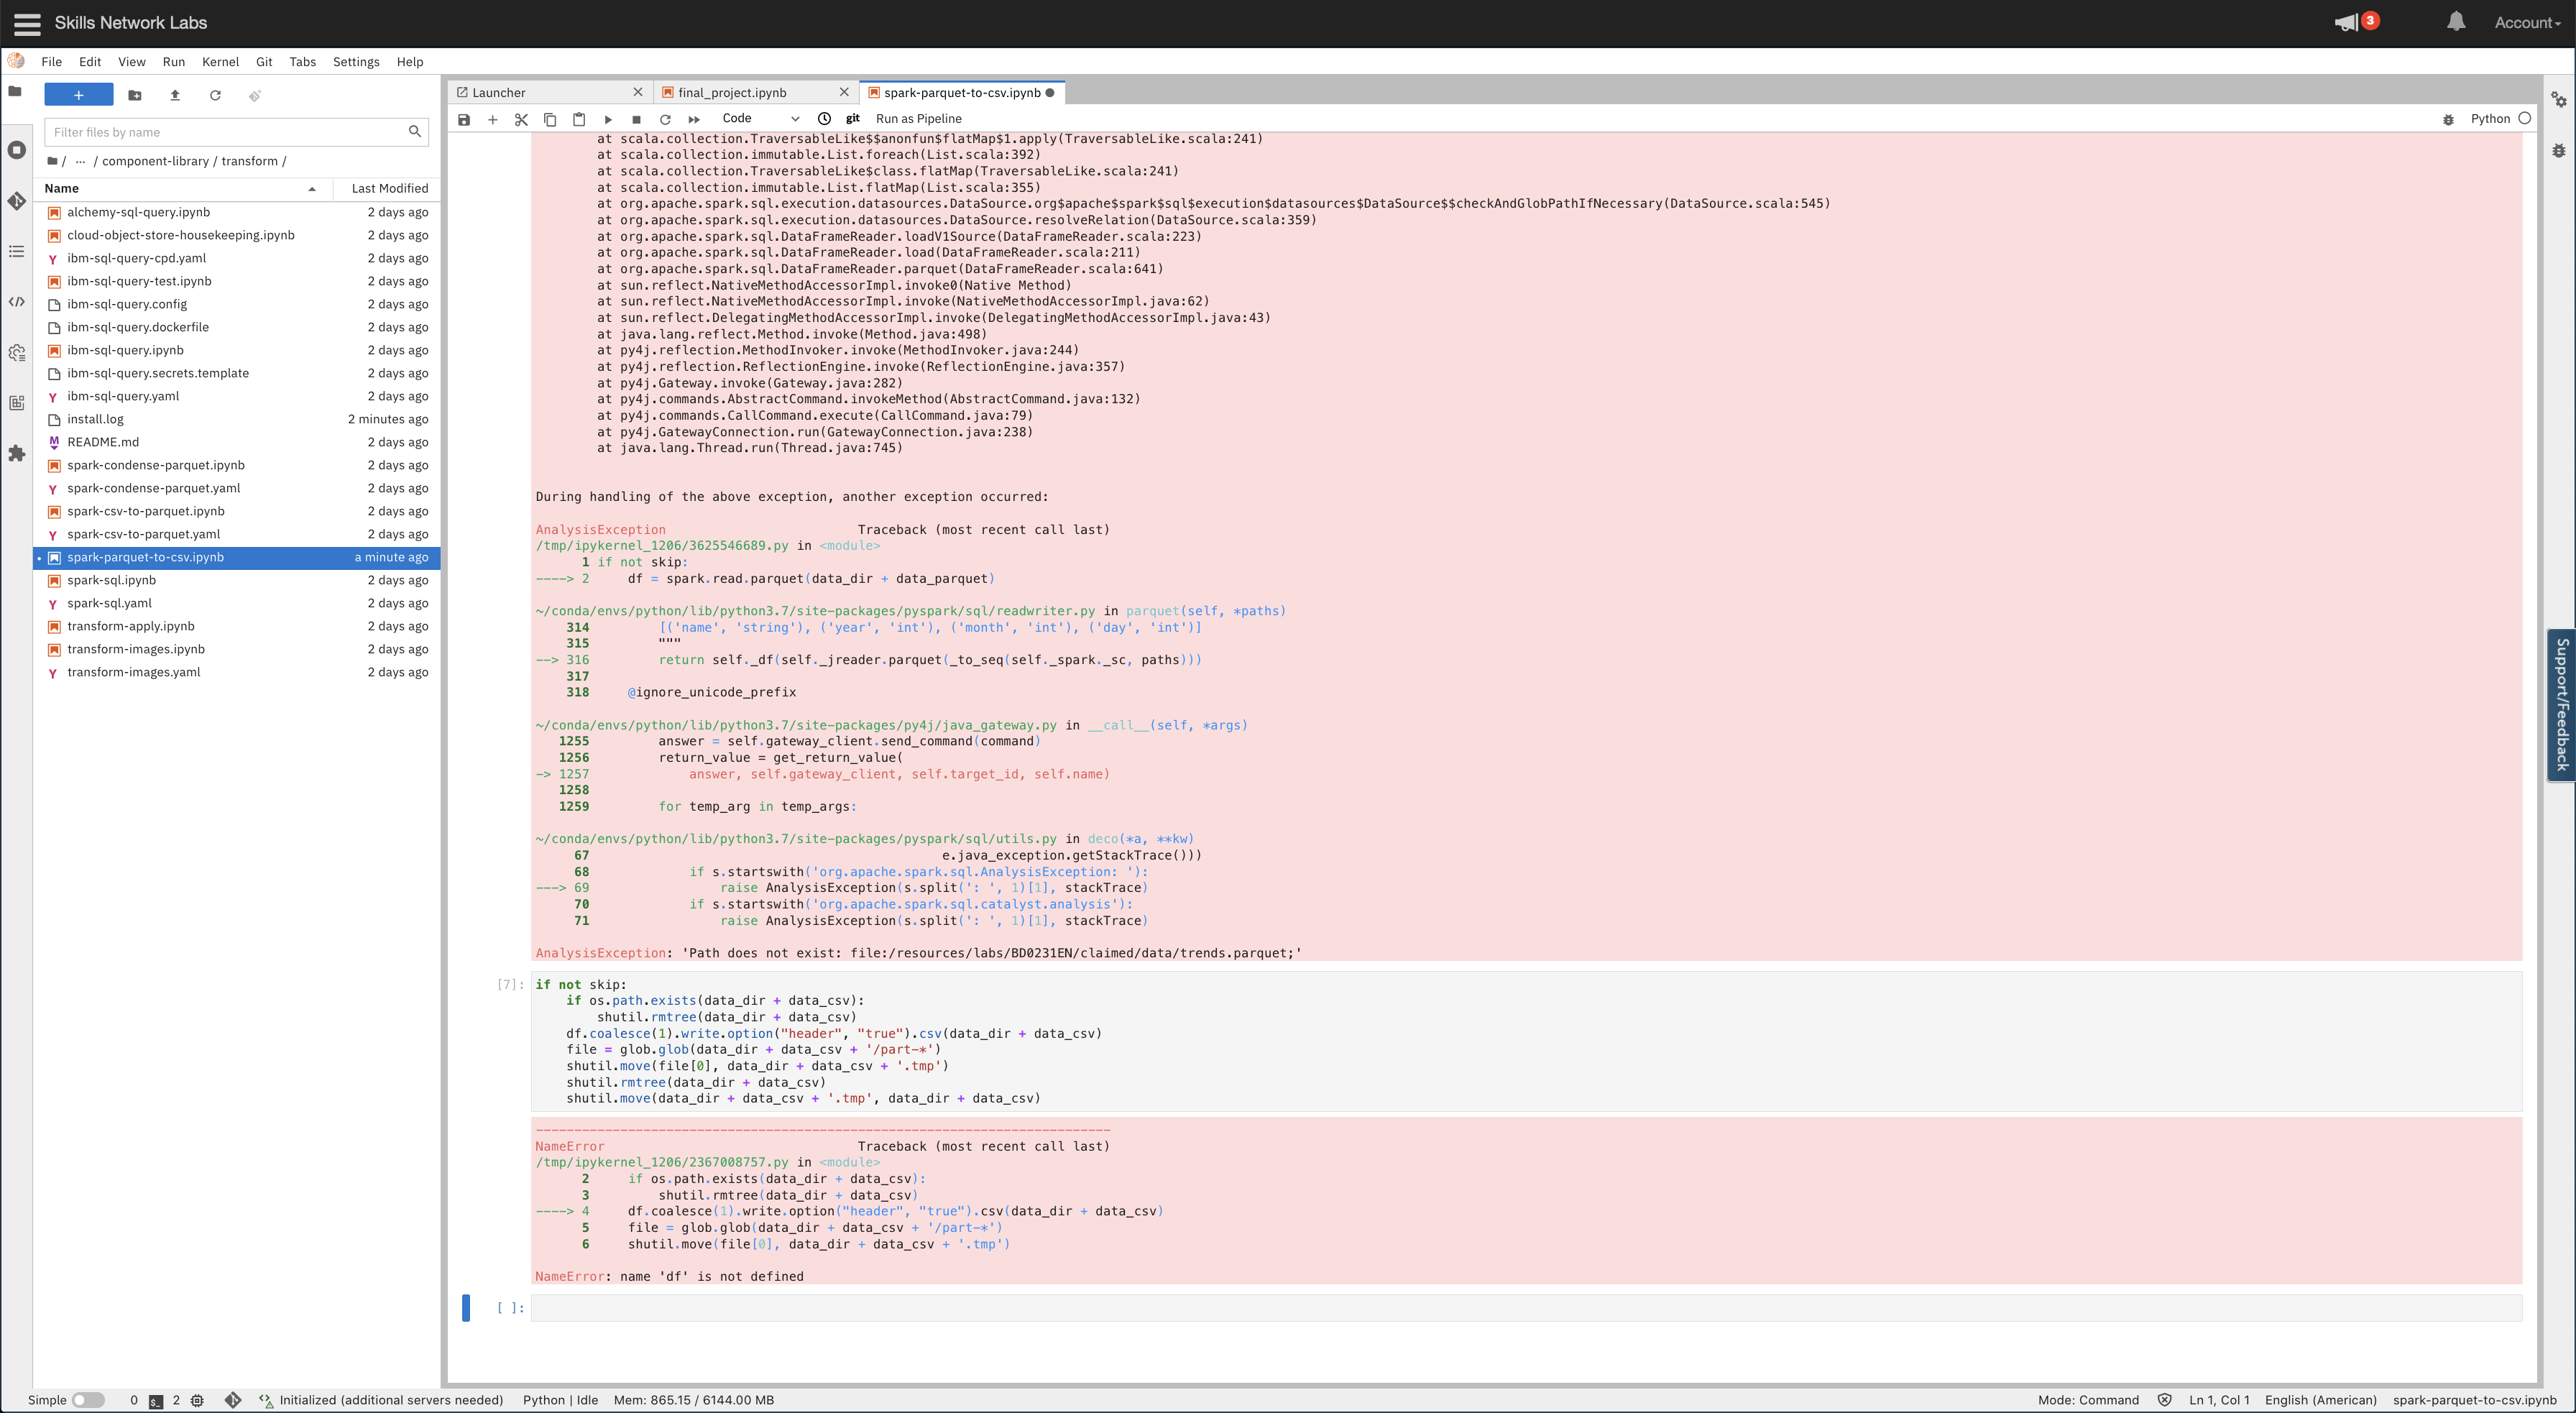 Skills Network Labs
3
Account
File Edit View Run Kernel Git Tabs Settings Help
+
Filter files by name
/ ··· / component-library / transform /
Name Last Modified
alchemy-sql-query.ipynb 2 days ago
cloud-object-store-housekeeping.ipynb 2 days ago
ibm-sql-query-cpd.yaml 2 days ago
ibm-sql-query-test.ipynb 2 days ago
ibm-sql-query.config 2 days ago
ibm-sql-query.dockerfile 2 days ago
ibm-sql-query.ipynb 2 days ago
ibm-sql-query.secrets.template 2 days ago
ibm-sql-query.yaml 2 days ago
install.log 2 minutes ago
README.md 2 days ago
spark-condense-parquet.ipynb 2 days ago
spark-condense-parquet.yaml 2 days ago
spark-csv-to-parquet.ipynb 2 days ago
spark-csv-to-parquet.yaml 2 days ago
spark-parquet-to-csv.ipynb a minute ago
spark-sql.ipynb 2 days ago
spark-sql.yaml 2 days ago
transform-apply.ipynb 2 days ago
transform-images.ipynb 2 days ago
transform-images.yaml 2 days ago
Launcher final_project.ipynb spark-parquet-to-csv.ipynb
Code git Run as Pipeline Python
at scala.collection.TraversableLike$$anonfun$flatMap$1.apply(TraversableLike.scala:241)
at scala.collection.immutable.List.foreach(List.scala:392)
at scala.collection.TraversableLike$class.flatMap(TraversableLike.scala:241)
at scala.collection.immutable.List.flatMap(List.scala:355)
at org.apache.spark.sql.execution.datasources.DataSource.org$apache$spark$sql$execution$datasources$DataSource$$checkAndGlobPathIfNecessary(DataSource.scala:545)
at org.apache.spark.sql.execution.datasources.DataSource.resolveRelation(DataSource.scala:359)
at org.apache.spark.sql.DataFrameReader.loadV1Source(DataFrameReader.scala:223)
at org.apache.spark.sql.DataFrameReader.load(DataFrameReader.scala:211)
at org.apache.spark.sql.DataFrameReader.parquet(DataFrameReader.scala:641)
at sun.reflect.NativeMethodAccessorImpl.invoke0(Native Method)
at sun.reflect.NativeMethodAccessorImpl.invoke(NativeMethodAccessorImpl.java:62)
at sun.reflect.DelegatingMethodAccessorImpl.invoke(DelegatingMethodAccessorImpl.java:43)
at java.lang.reflect.Method.invoke(Method.java:498)
at py4j.reflection.MethodInvoker.invoke(MethodInvoker.java:244)
at py4j.reflection.ReflectionEngine.invoke(ReflectionEngine.java:357)
at py4j.Gateway.invoke(Gateway.java:282)
at py4j.commands.AbstractCommand.invokeMethod(AbstractCommand.java:132)
at py4j.commands.CallCommand.execute(CallCommand.java:79)
at py4j.GatewayConnection.run(GatewayConnection.java:238)
at java.lang.Thread.run(Thread.java:745)
During handling of the above exception, another exception occurred:
AnalysisException Traceback (most recent call last)
/tmp/ipykernel_1206/3625546689.py in <module>
1 if not skip:
----> 2 df = spark.read.parquet(data_dir + data_parquet)
~/conda/envs/python/lib/python3.7/site-packages/pyspark/sql/readwriter.py in parquet(self, *paths)
314 [('name', 'string'), ('year', 'int'), ('month', 'int'), ('day', 'int')]
315 """
--> 316 return self._df(self._jreader.parquet(_to_seq(self._spark._sc, paths)))
317
318 @ignore_unicode_prefix
~/conda/envs/python/lib/python3.7/site-packages/py4j/java_gateway.py in __call__(self, *args)
1255 answer = self.gateway_client.send_command(command)
1256 return_value = get_return_value(
-> 1257 answer, self.gateway_client, self.target_id, self.name)
1258
1259 for temp_arg in temp_args:
~/conda/envs/python/lib/python3.7/site-packages/pyspark/sql/utils.py in deco(*a, **kw)
67 e.java_exception.getStackTrace()))
68 if s.startswith('org.apache.spark.sql.AnalysisException: '):
---> 69 raise AnalysisException(s.split(': ', 1)[1], stackTrace)
70 if s.startswith('org.apache.spark.sql.catalyst.analysis'):
71 raise AnalysisException(s.split(': ', 1)[1], stackTrace)
AnalysisException: 'Path does not exist: file:/resources/labs/BD0231EN/claimed/data/trends.parquet;'
[7]: if not skip:
if os.path.exists(data_dir + data_csv):
shutil.rmtree(data_dir + data_csv)
df.coalesce(1).write.option("header", "true").csv(data_dir + data_csv)
file = glob.glob(data_dir + data_csv + '/part-*')
shutil.move(file[0], data_dir + data_csv + '.tmp')
shutil.rmtree(data_dir + data_csv)
shutil.move(data_dir + data_csv + '.tmp', data_dir + data_csv)
---------------------------------------------------------------------------
NameError Traceback (most recent call last)
/tmp/ipykernel_1206/2367008757.py in <module>
2 if os.path.exists(data_dir + data_csv):
3 shutil.rmtree(data_dir + data_csv)
----> 4 df.coalesce(1).write.option("header", "true").csv(data_dir + data_csv)
5 file = glob.glob(data_dir + data_csv + '/part-*')
6 shutil.move(file[0], data_dir + data_csv + '.tmp')
NameError: name 'df' is not defined
[ ]:
Support/Feedback
Simple 0 2 Initialized (additional servers needed) Python | Idle Mem: 865.15 / 6144.00 MB Mode: Command Ln 1, Col 1 English (American) spark-parquet-to-csv.ipynb